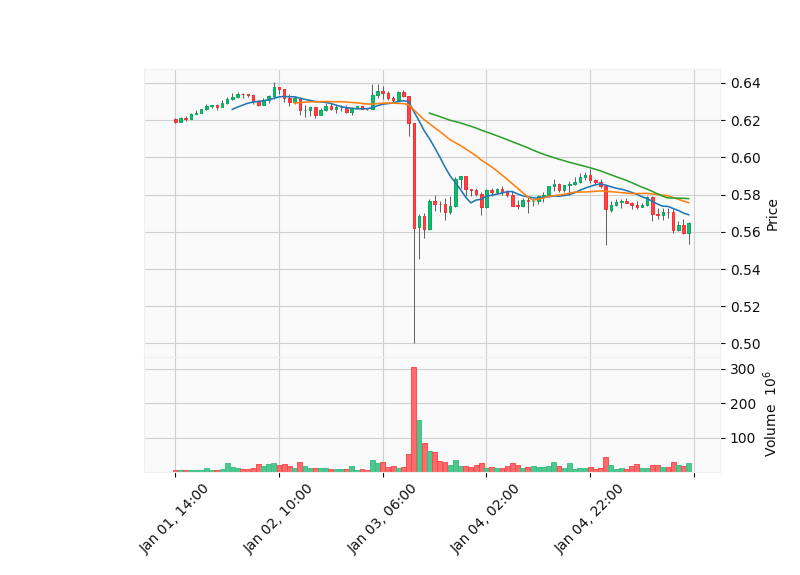 0.64
0.62
0.60
0.58
0.56
0.54
0.52
0.50
Price
300
200
100
Volume 10^6
Jan 01, 14:00
Jan 02, 10:00
Jan 03, 06:00
Jan 04, 02:00
Jan 04, 22:00